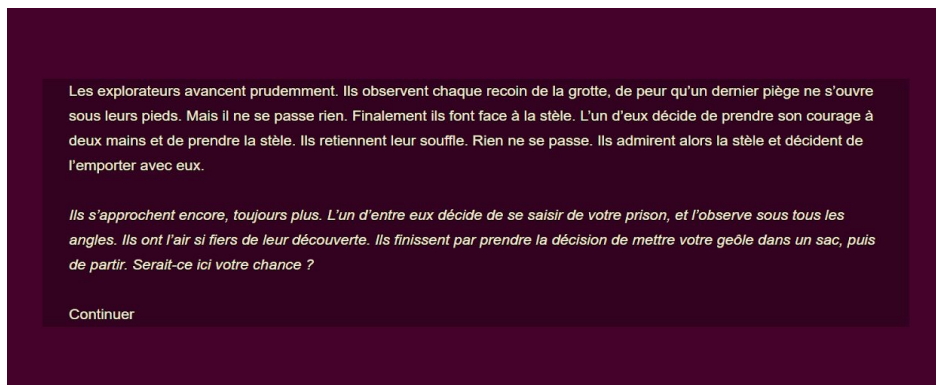 Les explorateurs avancent prudemment. Ils observent chaque recoin de la grotte, de peur qu’un dernier piège ne s’ouvre
sous leurs pieds. Mais il ne se passe rien. Finalement ils font face à la stèle. L’un d’eux décide de prendre son courage à
deux mains et de prendre la stèle. Ils retiennent leur souffle. Rien ne se passe. Ils admirent alors la stèle et décident de
l’emporter avec eux.
Ils s’approchent encore, toujours plus. L’un d’entre eux décide de se saisir de votre prison, et l’observe sous tous les
angles. Ils ont l’air si fiers de leur découverte. Ils finissent par prendre la décision de mettre votre geôle dans un sac, puis
de partir. Serait-ce ici votre chance ?
Continuer